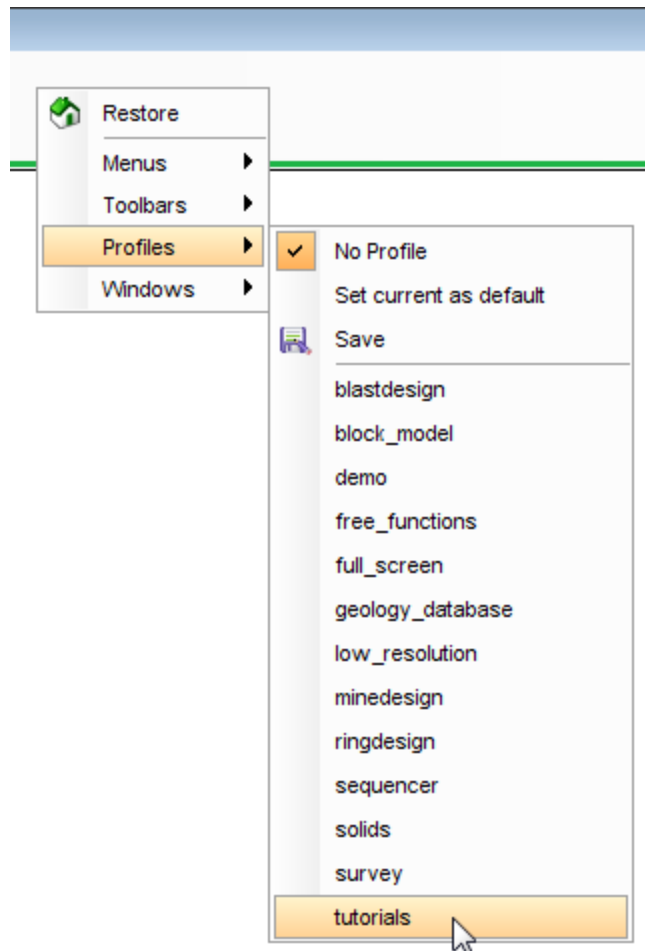 Restore
Menus
Toolbars
Profiles
Windows
No Profile
Set current as default
Save
blastdesign
block_model
demo
free_functions
full_screen
geology_database
low_resolution
minedesign
ringdesign
sequencer
solids
survey
tutorials